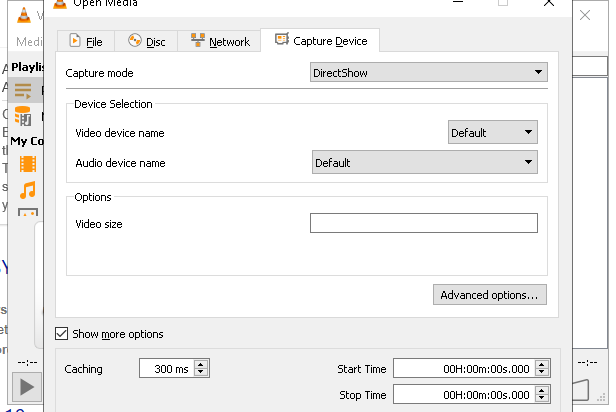 Open Media
Medi
File
Disc
Network
Capture Device
Playlis
Capture mode
DirectShow
Device Selection
Video device name
Default
Audio device name
Default
My Co
Options
Video size
Advanced options...
Show more options
--:--
--:--
Caching
300 ms
Start Time
00H:00m:00s.000
Stop Time
00H:00m:00s.000